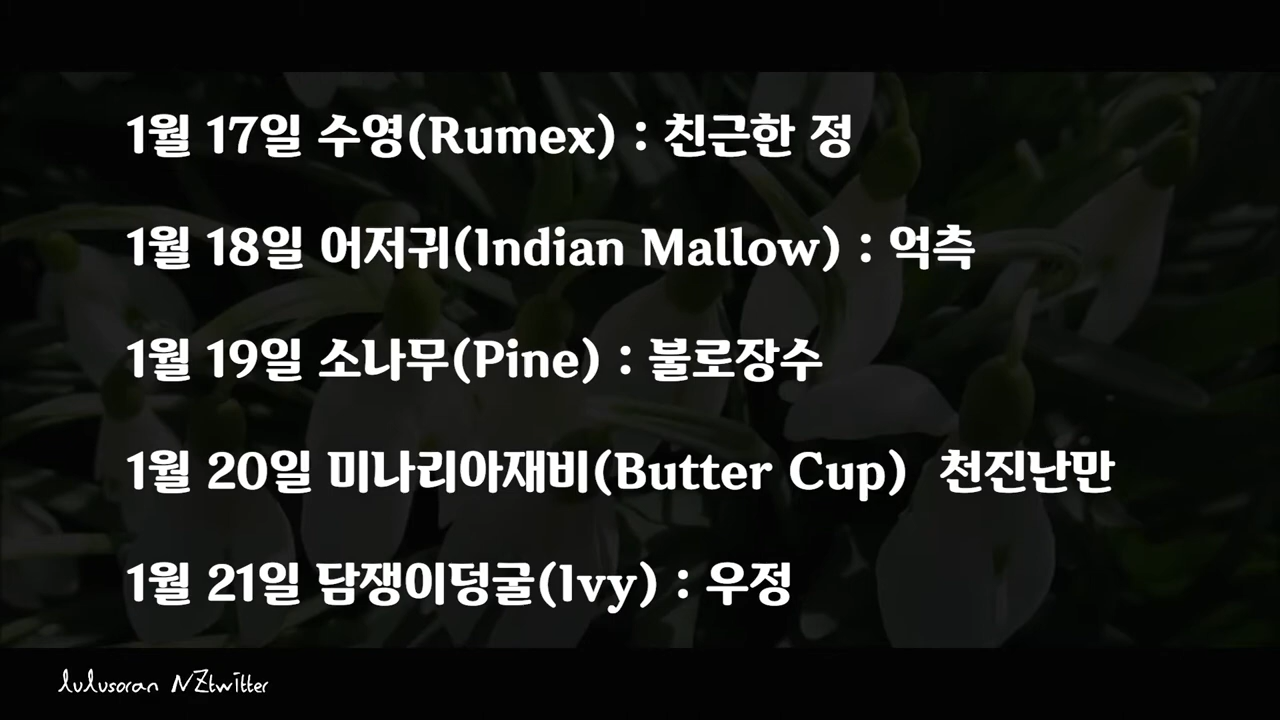 1월 17일 수영(Rumex) : 친근한 정
1월 18일 어저귀(Indian Mallow) : 억측
1월 19일 소나무(Pine) : 불로장수
1월 20일 미나리아재비(Butter Cup)  천진난만
1월 21일 담쟁이덩굴(Ivy) : 우정
lulusoran NZtwitter